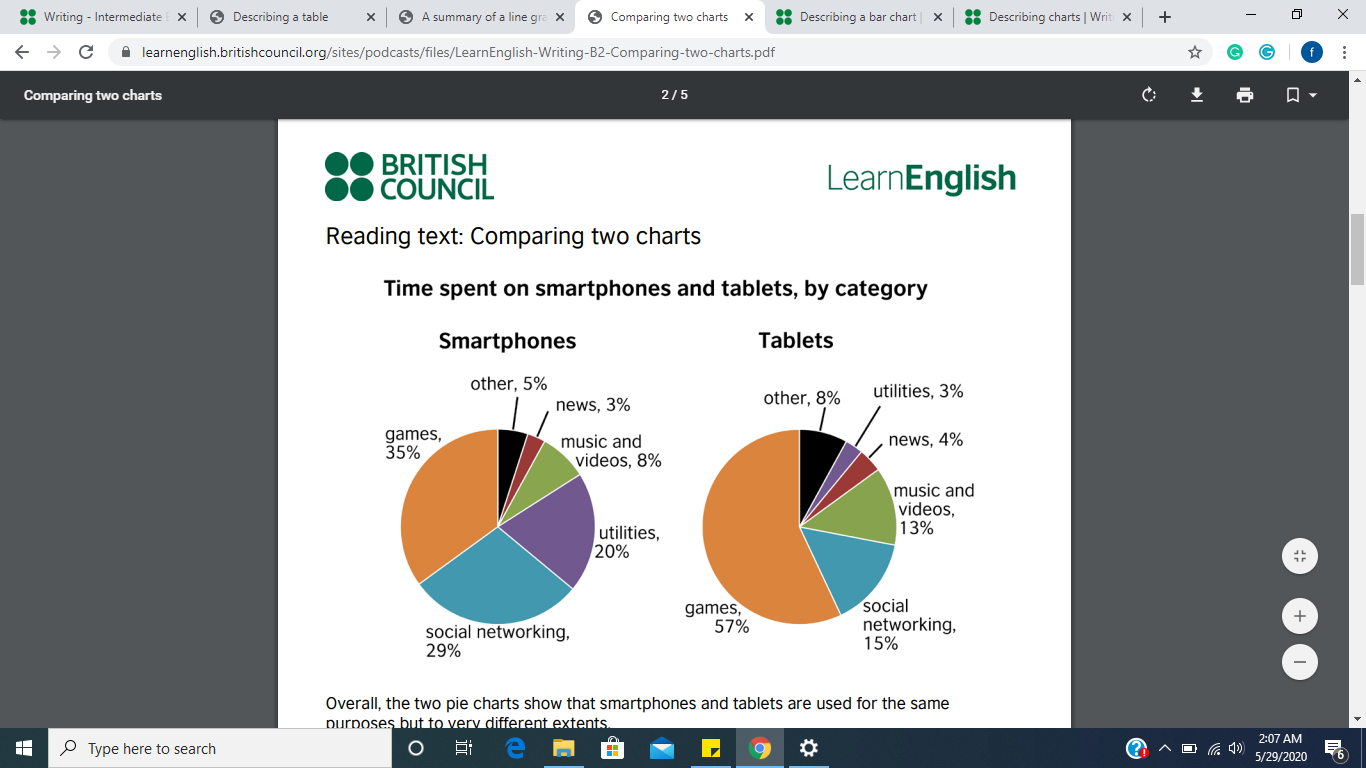 Writing - Intermediate
Describing a table
A summary of a line gra
Comparing two charts
Describing a bar chart |
Describing charts | Writ
learnenglish.britishcouncil.org/sites/podcasts/files/LearnEnglish-Writing-B2-Comparing-two-charts.pdf
f
Comparing two charts
2 / 5
BRITISH
COUNCIL
LearnEnglish
Reading text: Comparing two charts
Time spent on smartphones and tablets, by category
Smartphones
other, 5%
news, 3%
games,
35%
music and
videos, 8%
utilities,
20%
social networking,
29%
Tablets
other, 8%
utilities, 3%
news, 4%
music and
videos,
13%
games,
57%
social
networking,
15%
Overall, the two pie charts show that smartphones and tablets are used for the same
purposes but to very different extents.
Type here to search
2:07 AM
5/29/2020
6